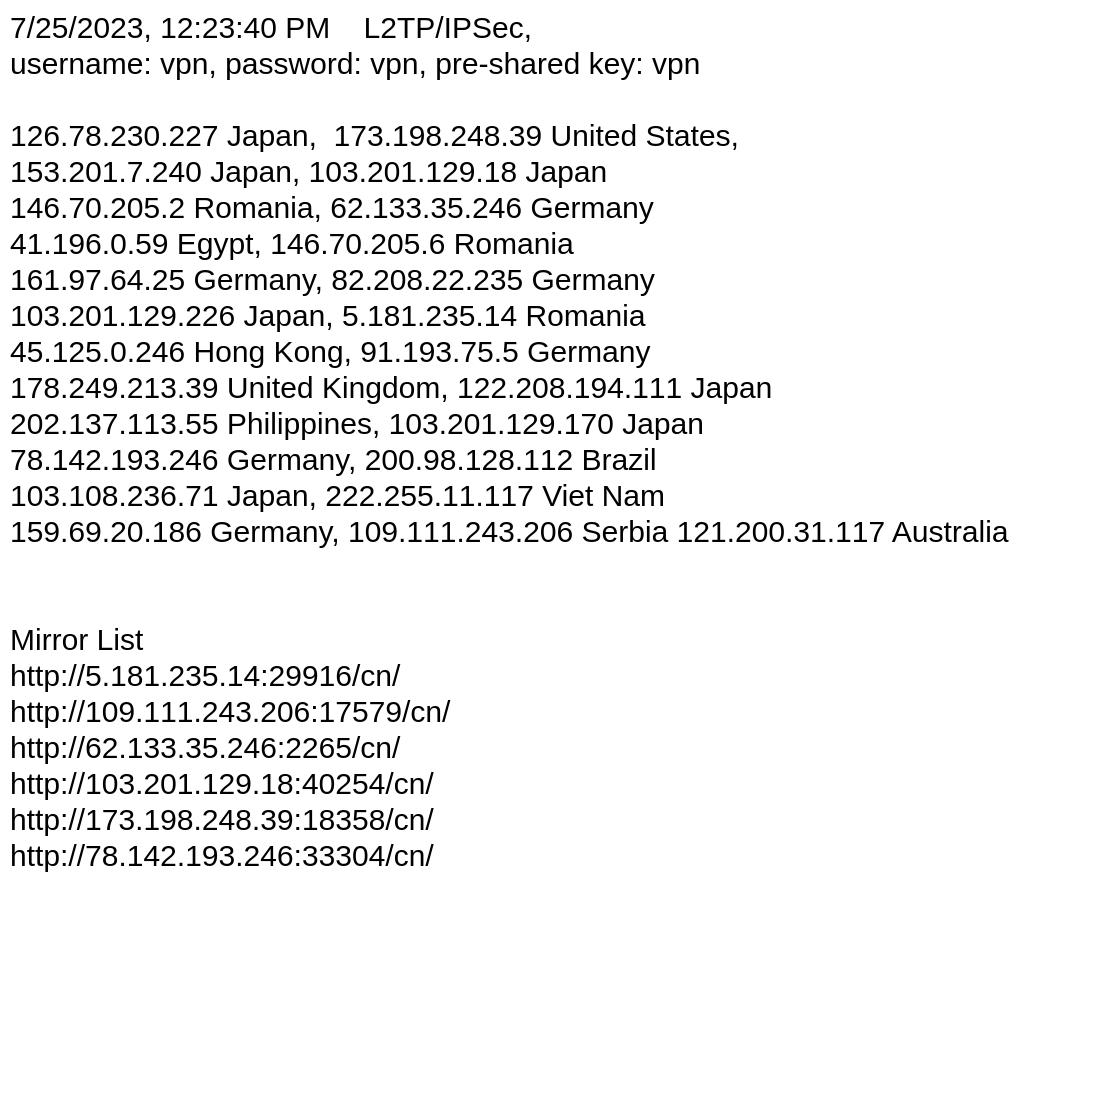 7/25/2023, 12:23:40 PM    L2TP/IPSec,
username: vpn, password: vpn, pre-shared key: vpn
126.78.230.227 Japan,  173.198.248.39 United States,
153.201.7.240 Japan, 103.201.129.18 Japan
146.70.205.2 Romania, 62.133.35.246 Germany
41.196.0.59 Egypt, 146.70.205.6 Romania
161.97.64.25 Germany, 82.208.22.235 Germany
103.201.129.226 Japan, 5.181.235.14 Romania
45.125.0.246 Hong Kong, 91.193.75.5 Germany
178.249.213.39 United Kingdom, 122.208.194.111 Japan
202.137.113.55 Philippines, 103.201.129.170 Japan
78.142.193.246 Germany, 200.98.128.112 Brazil
103.108.236.71 Japan, 222.255.11.117 Viet Nam
159.69.20.186 Germany, 109.111.243.206 Serbia 121.200.31.117 Australia
Mirror List
http://5.181.235.14:29916/cn/
http://109.111.243.206:17579/cn/
http://62.133.35.246:2265/cn/
http://103.201.129.18:40254/cn/
http://173.198.248.39:18358/cn/
http://78.142.193.246:33304/cn/